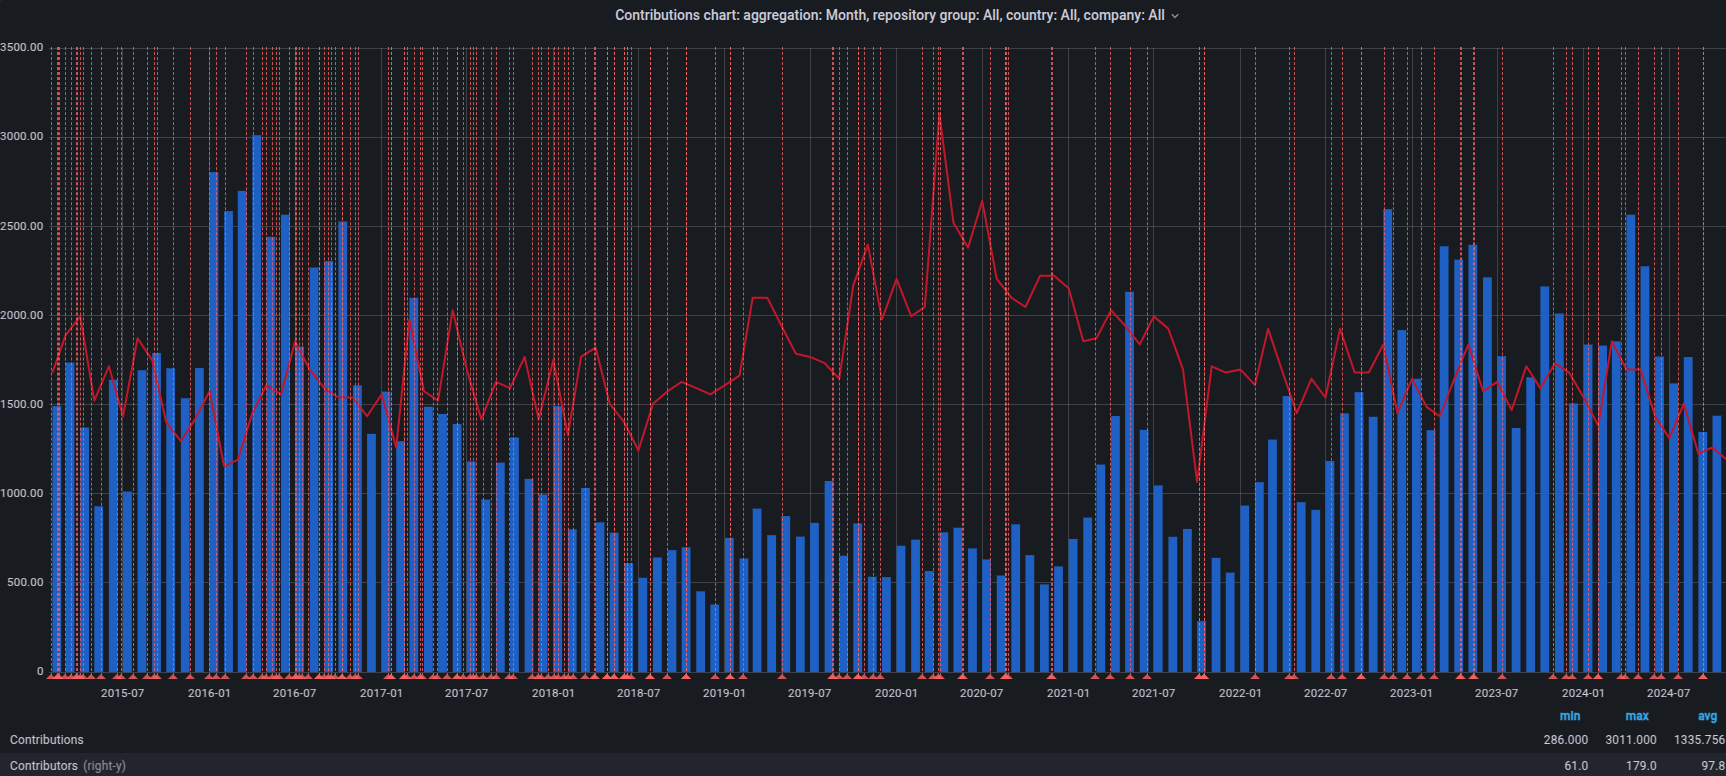 Contributions chart: aggregation: Month, repository group: All, country: All, company: All
3500.00
3000.00
2500.00
2000.00
1500.00
1000.00
500.00
0
2015-07 2016-01 2016-07 2017-01 2017-07 2018-01 2018-07 2019-01 2019-07 2020-01 2020-07 2021-01 2021-07 2022-01 2022-07 2023-01 2023-07 2024-01 2024-07
min max avg
Contributions 286.000 3011.000 1335.756
Contributors (right-y) 61.0 179.0 97.8